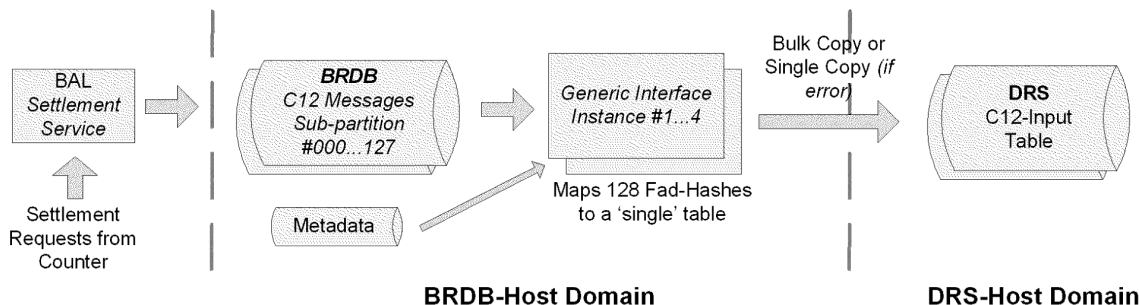 BAL
Settlement
Service
Settlement
Requests from
Counter
BRDB
C12 Messages
Sub-partition
#000...127
Metadata
Generic Interface
Instance #1...4
Maps 128 Fad-Hashes
to a 'single' table
Bulk Copy or
Single Copy (if
error)
DRS
C12-Input
Table
BRDB-Host Domain
DRS-Host Domain